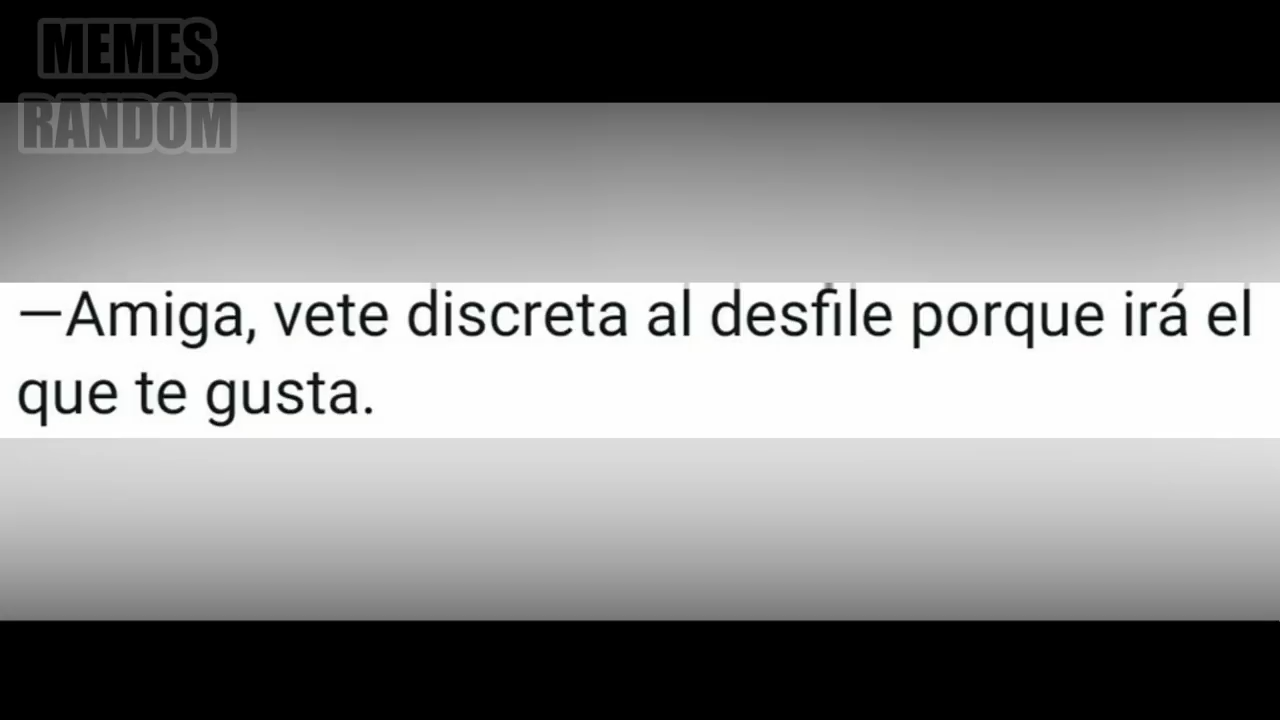 MEMES
RANDOM
—Amiga, vete discreta al desfile porque irá el
que te gusta.